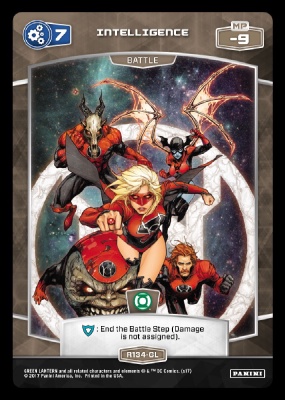 7
INTELLIGENCE
MP
-9
BATTLE
: End the Battle Step (Damage
is not assigned).
R134-GL
GREEN LANTERN and all related characters and elements © & ™ DC Comics. (s17)
© 2017 Panini America, Inc. Printed in the USA.
PANINI